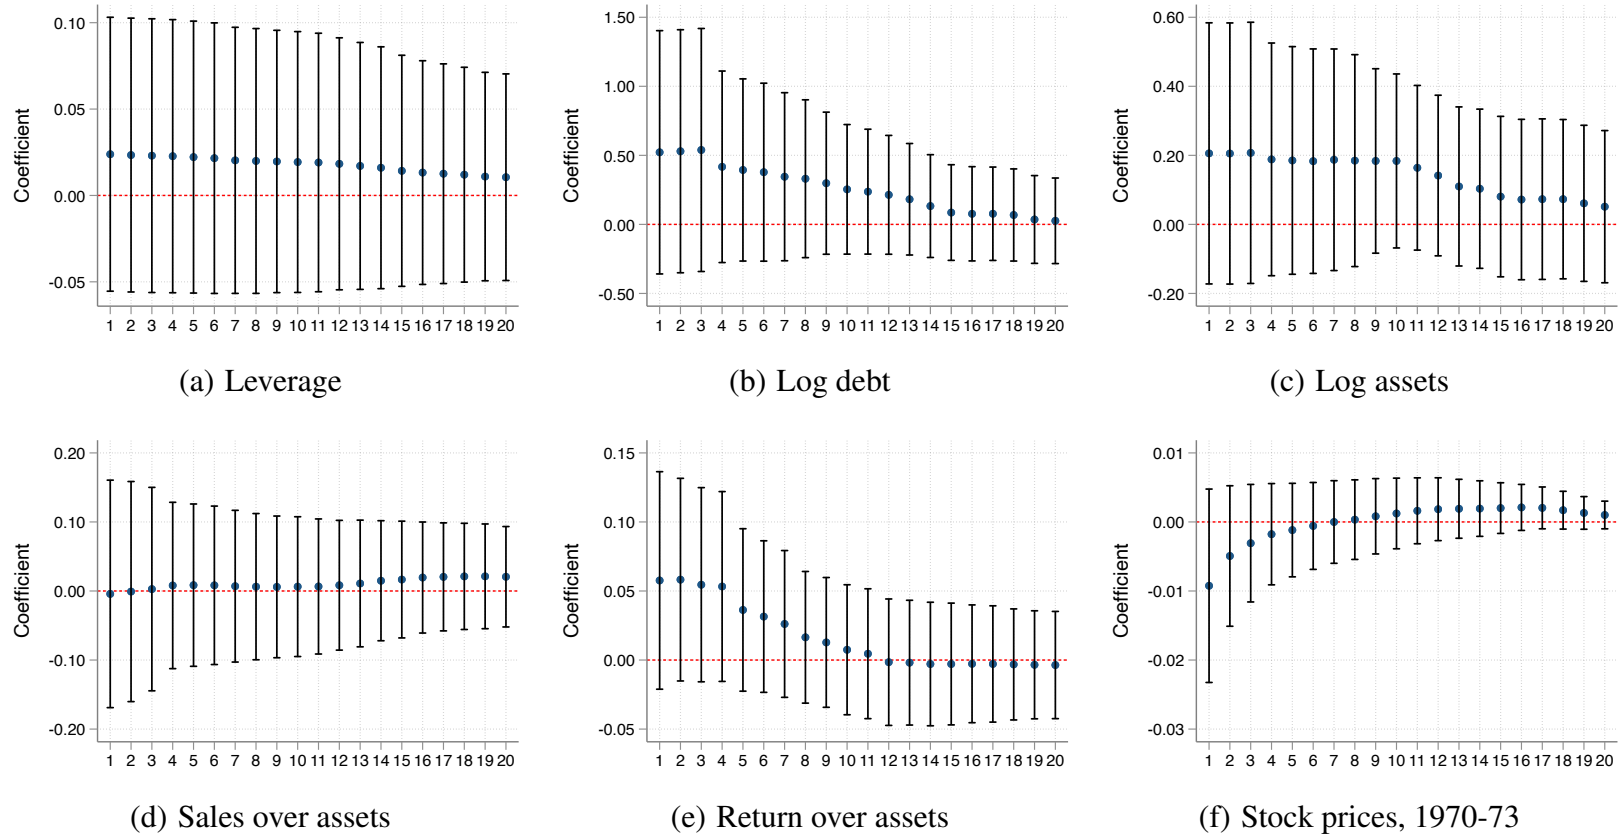 0.10
0.05
0.00
-0.05
Coefficient
1 2 3 4 5 6 7 8 9 10 11 12 13 14 15 16 17 18 19 20
(a) Leverage
1.50
1.00
0.50
0.00
-0.50
Coefficient
1 2 3 4 5 6 7 8 9 10 11 12 13 14 15 16 17 18 19 20
(b) Log debt
0.60
0.40
0.20
0.00
-0.20
Coefficient
1 2 3 4 5 6 7 8 9 10 11 12 13 14 15 16 17 18 19 20
(c) Log assets
0.20
0.10
0.00
-0.10
-0.20
Coefficient
1 2 3 4 5 6 7 8 9 10 11 12 13 14 15 16 17 18 19 20
(d) Sales over assets
0.15
0.10
0.05
0.00
-0.05
Coefficient
1 2 3 4 5 6 7 8 9 10 11 12 13 14 15 16 17 18 19 20
(e) Return over assets
0.01
0.00
-0.01
-0.02
-0.03
Coefficient
1 2 3 4 5 6 7 8 9 10 11 12 13 14 15 16 17 18 19 20
(f) Stock prices, 1970-73